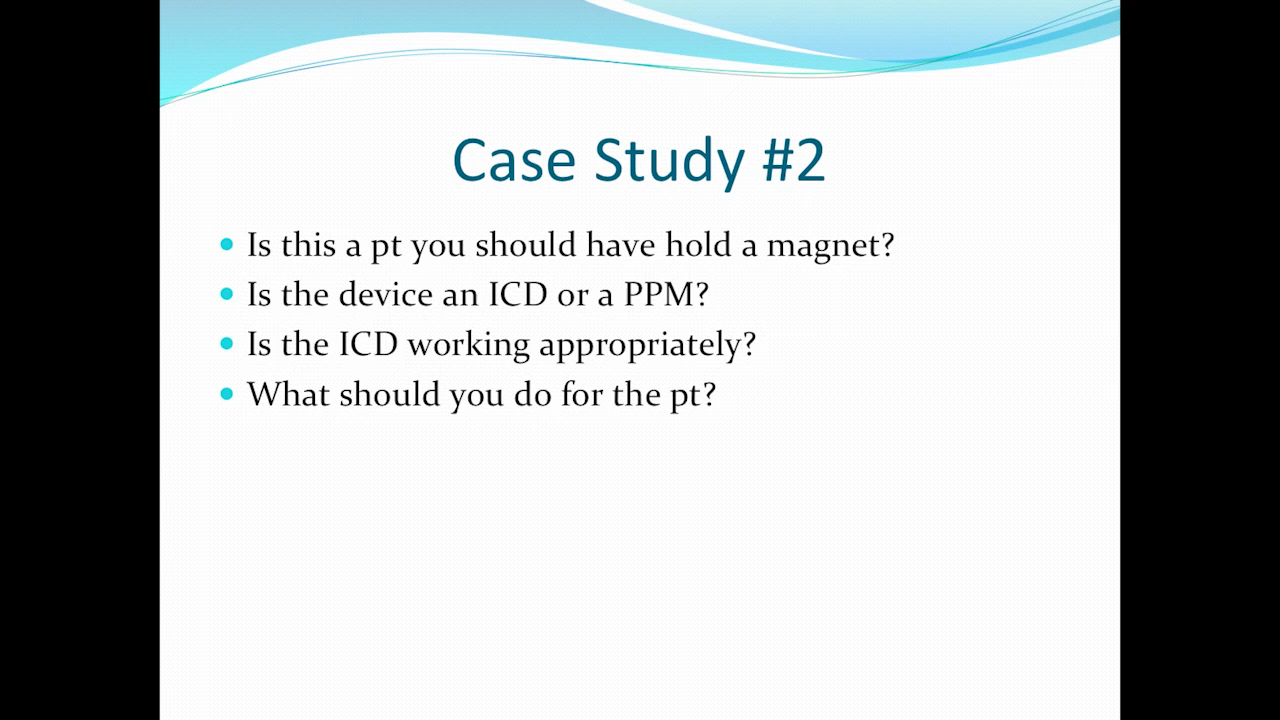 Case Study #2
Is this a pt you should have hold a magnet?
Is the device an ICD or a PPM?
Is the ICD working appropriately?
What should you do for the pt?